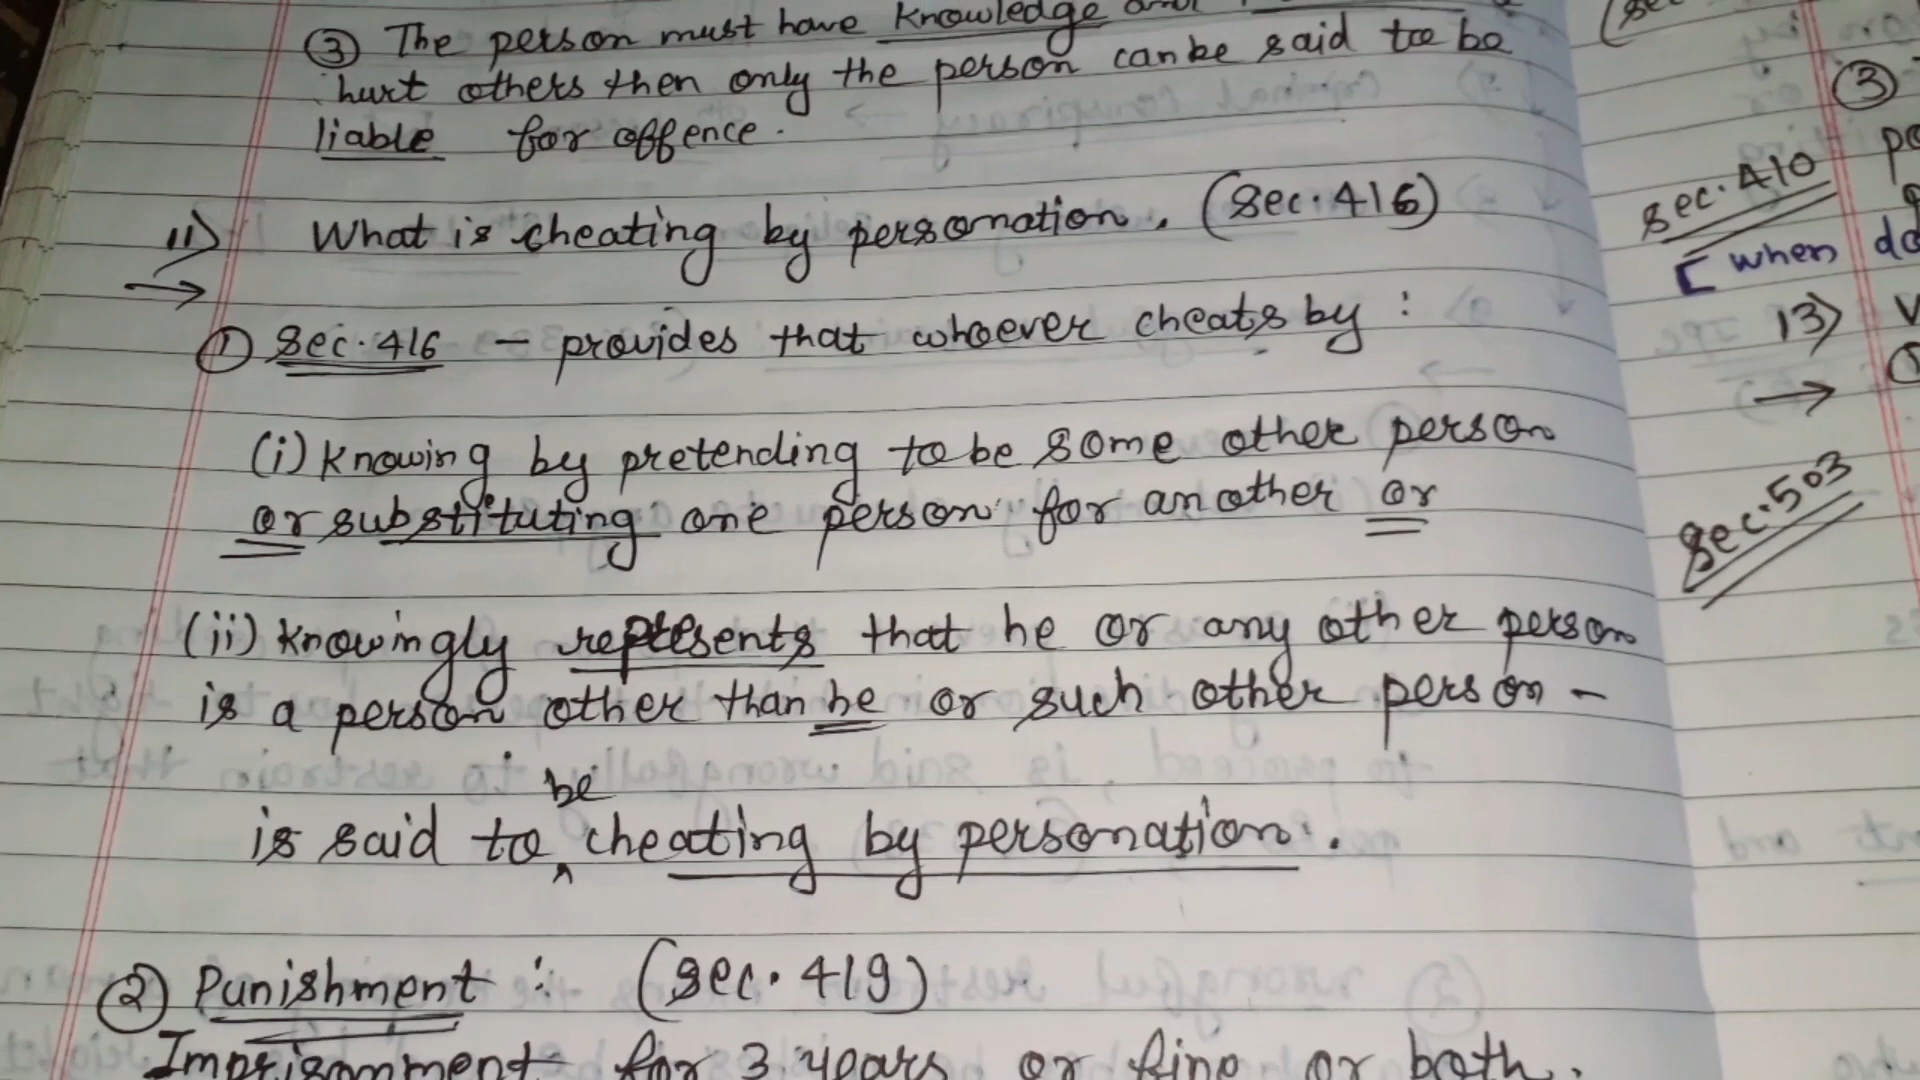 ③ The person must have knowledge
hurt others then only the person can be said to be
liable for offence.
11) What is cheating by personation. (Sec. 416)
→
① Sec. 416 - provides that whoever cheats by :
(i) Knowing by pretending to be some other person
or substituting one person for another or
(ii) Knowingly represents that he or any other person
is a person other than he or such other person -
is said to be cheating by personation.
② Punishment : (Sec. 419)
Imprisonment for 3 years or fine or both.
③
Sec. 410
[ when
13)
→
Sec. 503